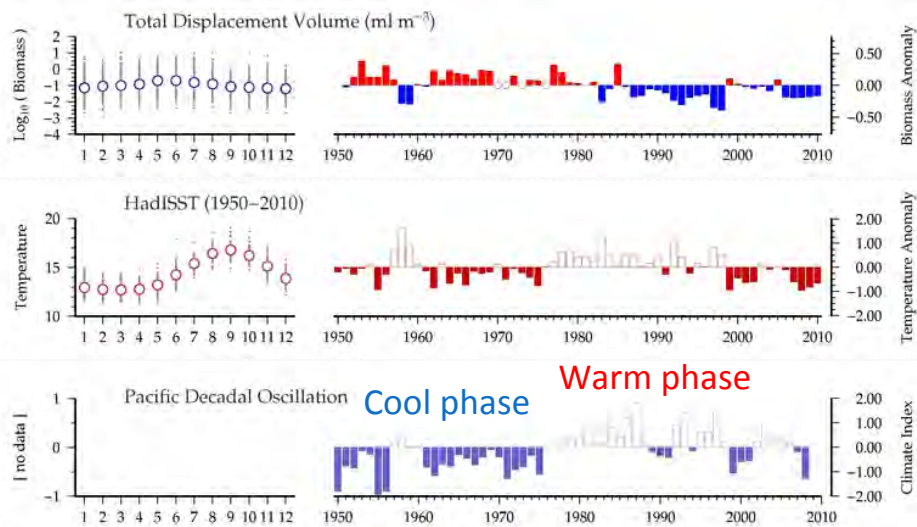 Total Displacement Volume (ml m⁻³)
Log₁₀ ( Biomass )
2
1
0
−1
−2
−3
−4
1 2 3 4 5 6 7 8 9 10 11 12
1950 1960 1970 1980 1990 2000 2010
0.50
0.00
−0.50
Biomass Anomaly
HadISST (1950−2010)
Temperature
20
15
10
1 2 3 4 5 6 7 8 9 10 11 12
1950 1960 1970 1980 1990 2000 2010
2.00
1.00
0.00
−1.00
−2.00
Temperature Anomaly
Pacific Decadal Oscillation
Cool phase
Warm phase
[ no data ]
1
0
−1
1 2 3 4 5 6 7 8 9 10 11 12
1950 1960 1970 1980 1990 2000 2010
2.00
1.00
0.00
−1.00
−2.00
Climate Index